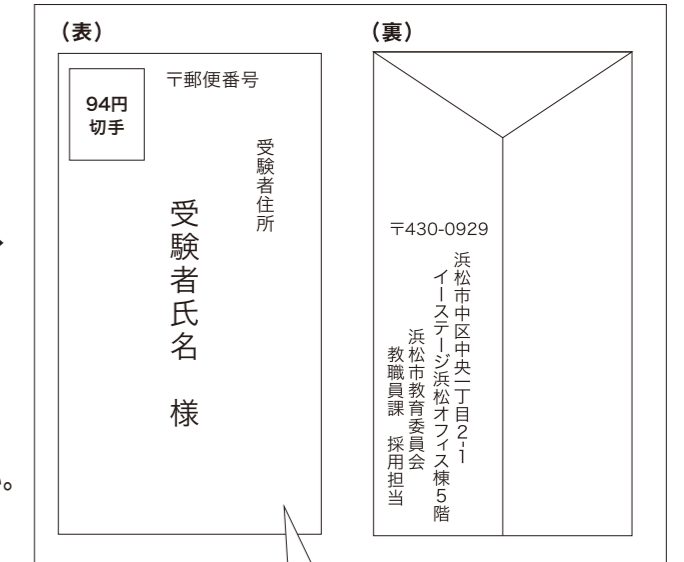 （表）
94円
切手
〒郵便番号
受験者住所
受験者氏名　様
（裏）
〒430-0929
浜松市中区中央一丁目2-1
イーステージ浜松オフィス棟5階
浜松市教育委員会
教職員課　採用担当
。